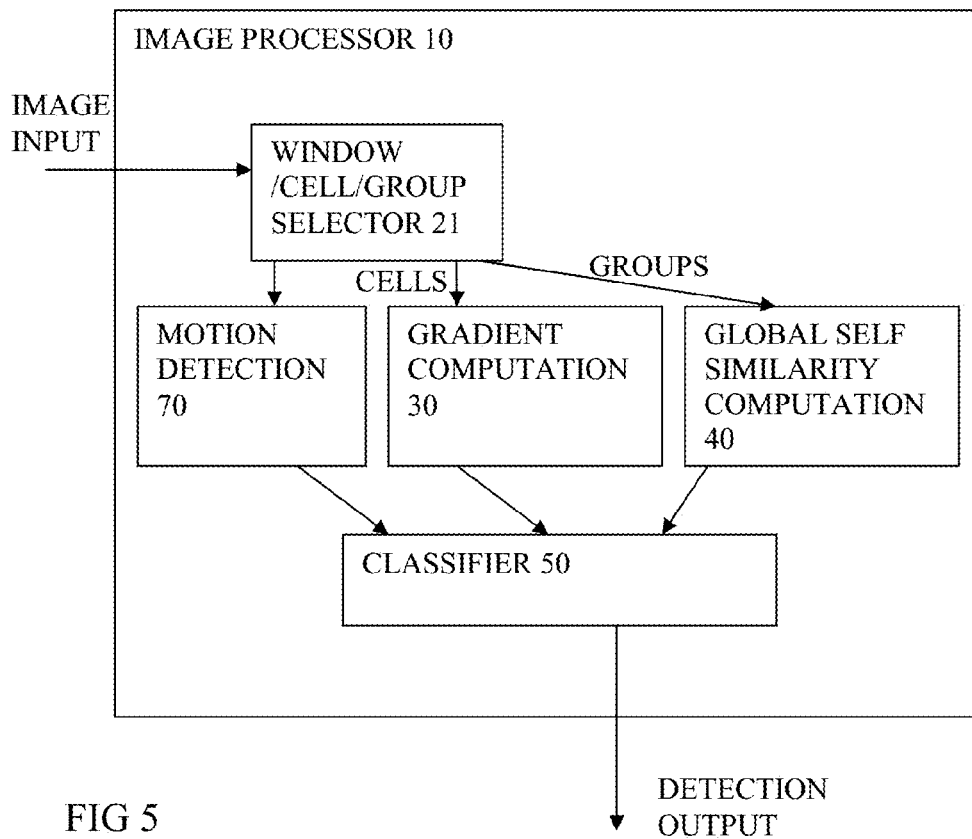 IMAGE PROCESSOR 10
IMAGE
INPUT
WINDOW
/CELL/GROUP
SELECTOR 21
CELLS
GROUPS
MOTION
DETECTION
70
GRADIENT
COMPUTATION
30
GLOBAL SELF
SIMILARITY
COMPUTATION
40
CLASSIFIER 50
DETECTION
OUTPUT
FIG 5